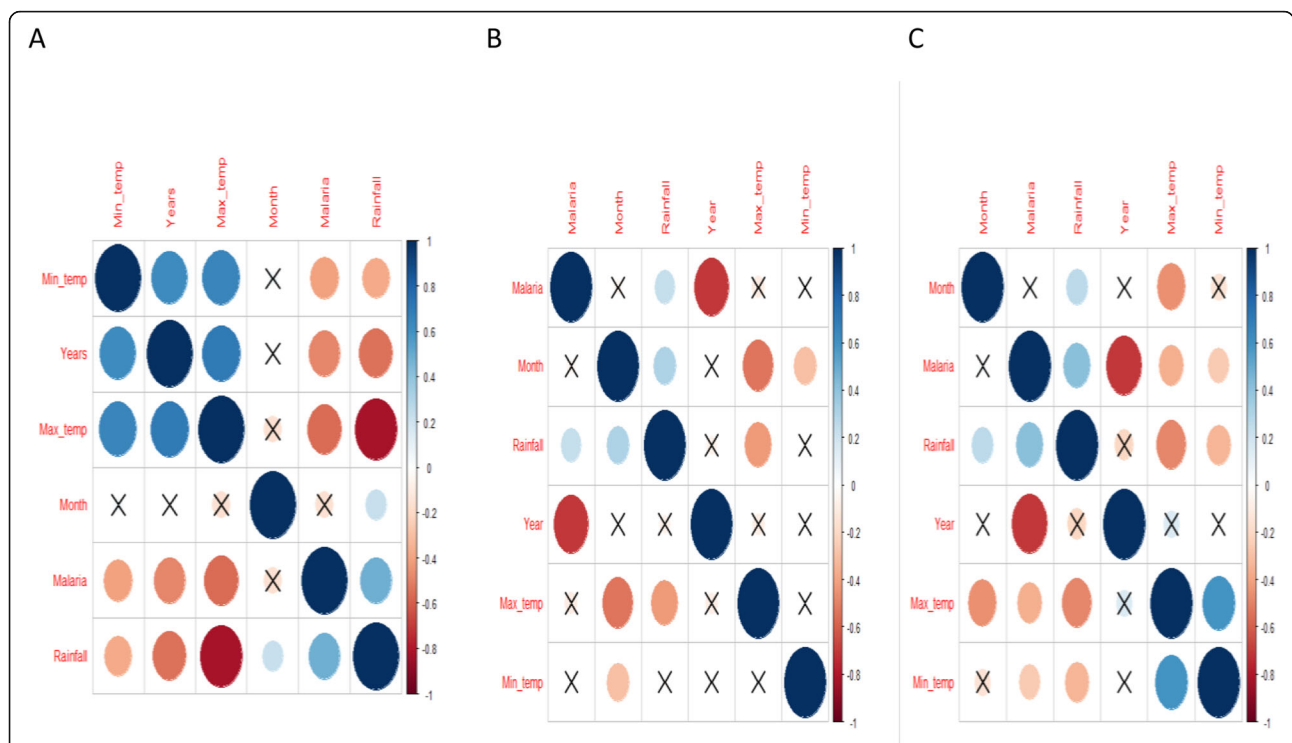 A
B
C
Min_temp
Years
Max_temp
Month
Malaria
Rainfall
Min_temp
Years
Max_temp
Month
Malaria
Rainfall
1
0.8
0.6
0.4
0.2
0
-0.2
-0.4
-0.6
-0.8
-1
Malaria
Month
Rainfall
Year
Max_temp
Min_temp
Malaria
Month
Rainfall
Year
Max_temp
Min_temp
1
0.8
0.6
0.4
0.2
0
-0.2
-0.4
-0.6
-0.8
-1
Month
Malaria
Rainfall
Year
Max_temp
Min_temp
Month
Malaria
Rainfall
Year
Max_temp
Min_temp
1
0.8
0.6
0.4
0.2
0
-0.2
-0.4
-0.6
-0.8
-1